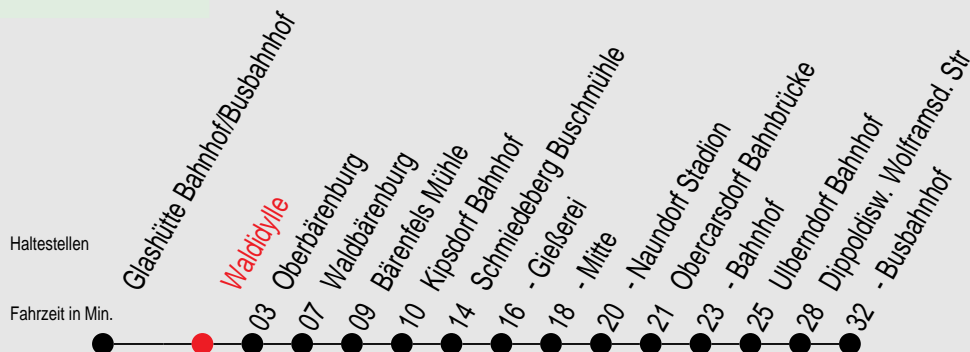 Haltestellen
Fahrzeit in Min.
Glashütte Bahnhof/Busbahnhof
Waldidylle
03 Oberbärenburg
07 Waldbärenburg
09 Bärenfels Mühle
10 Kipsdorf Bahnhof
14 Schmiedeberg Buschmühle
16 - Gießerei
18 - Mitte
20 - Naundorf Stadion
21 Obercarsdorf Bahnbrücke
23 - Bahnhof
25 Ulberndorf Bahnhof
28 Dippoldisw. Wolframsd. Str
32 - Busbahnhof